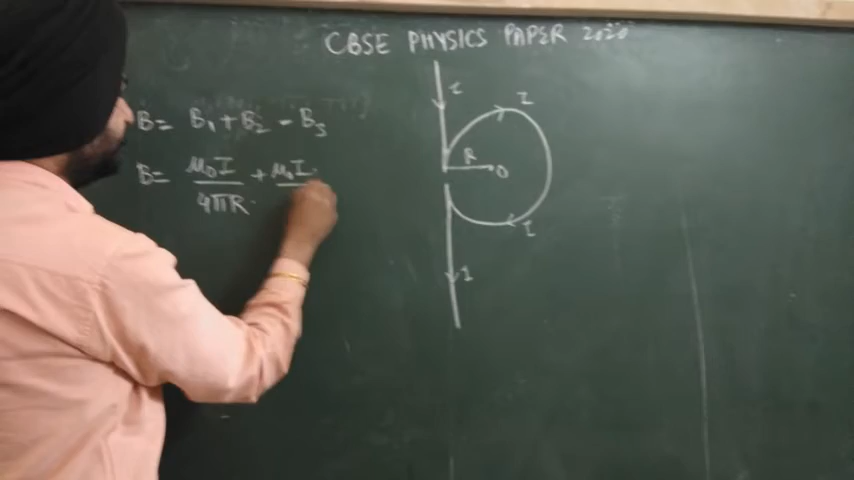 CBSE PHYSICS PAPER 2020
I
I
B = B₁ + B₂ - B₃
R
O
B = μ₀I/4πR + μ₀I
I
I